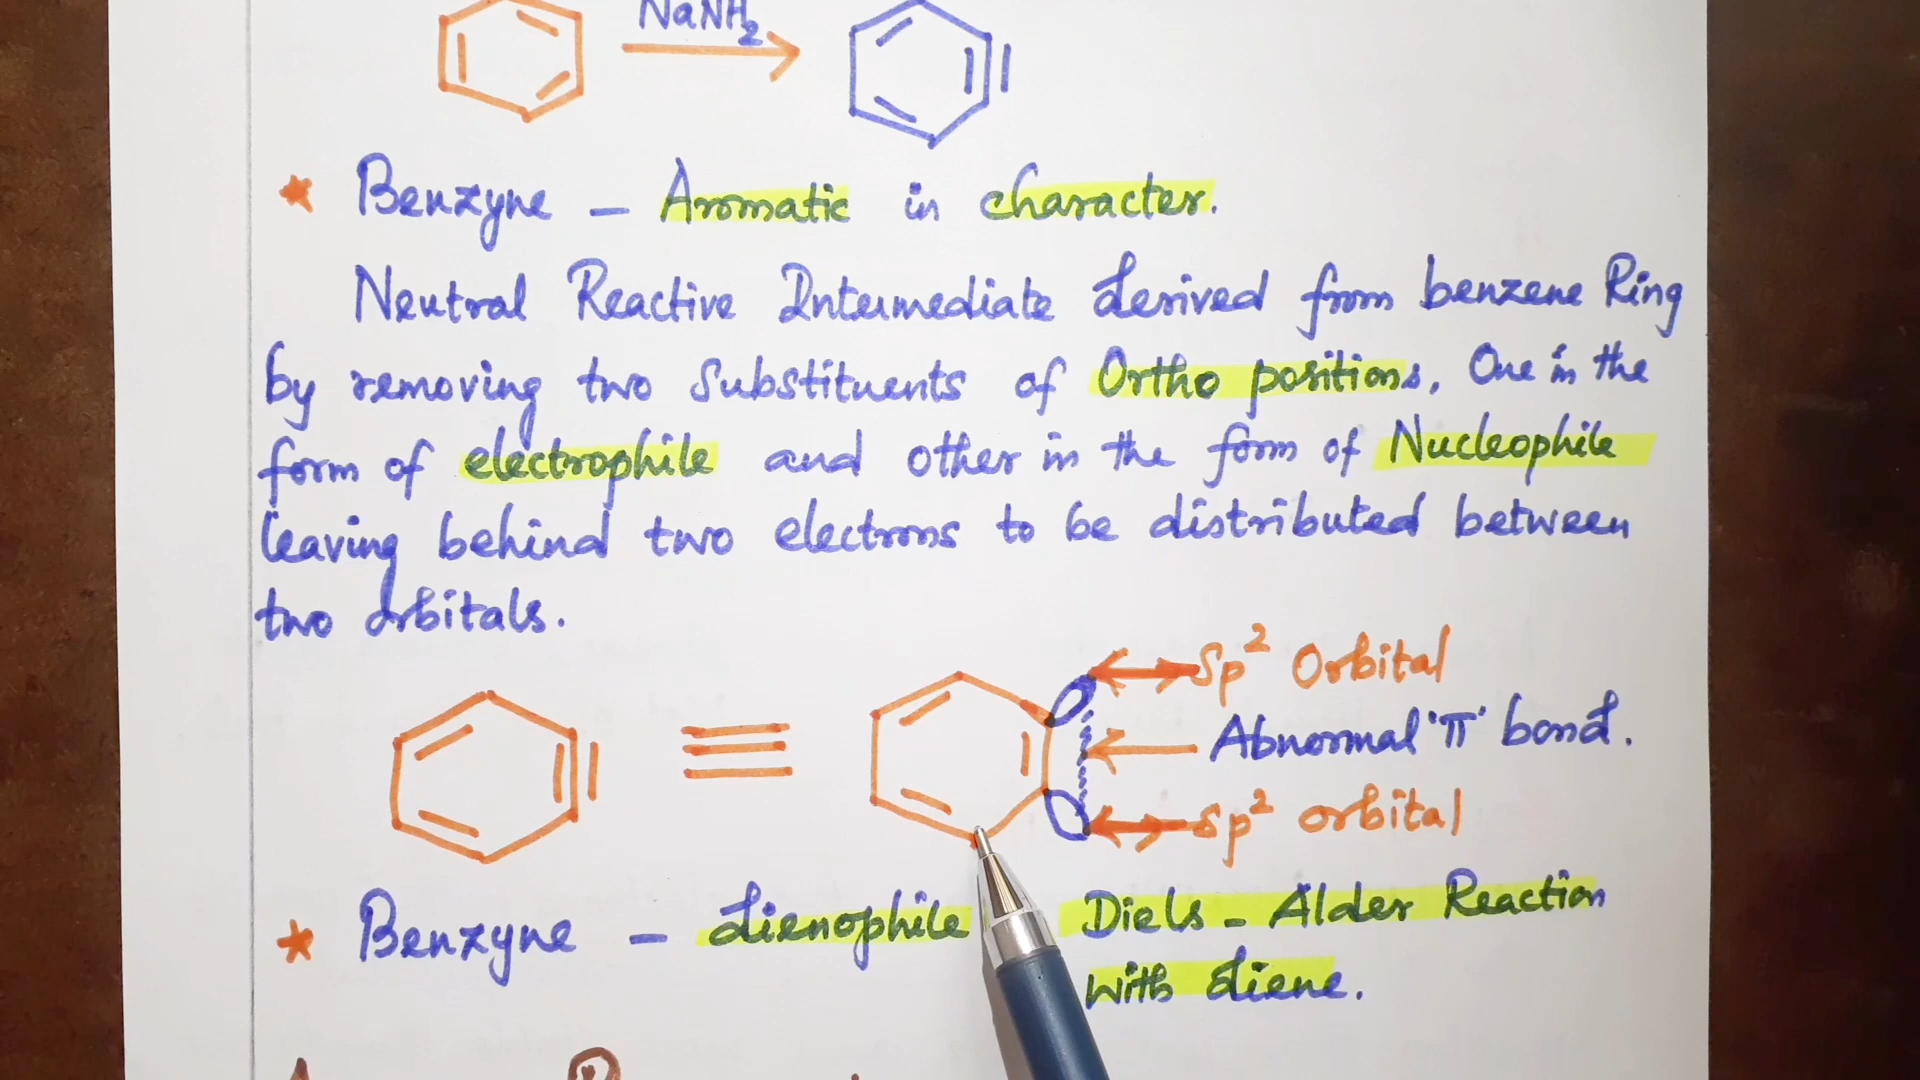 NaNH₂
* Benzyne – Aromatic in character.
Neutral Reactive Intermediate derived from benzene Ring
by removing two substituents of Ortho positions, One in the
form of electrophile and other in the form of Nucleophile
leaving behind two electrons to be distributed between
two orbitals.
Sp² Orbital
Abnormal 'π' bond.
Sp² orbital
* Benzyne – dienophile Diels – Alder Reaction
with diene.